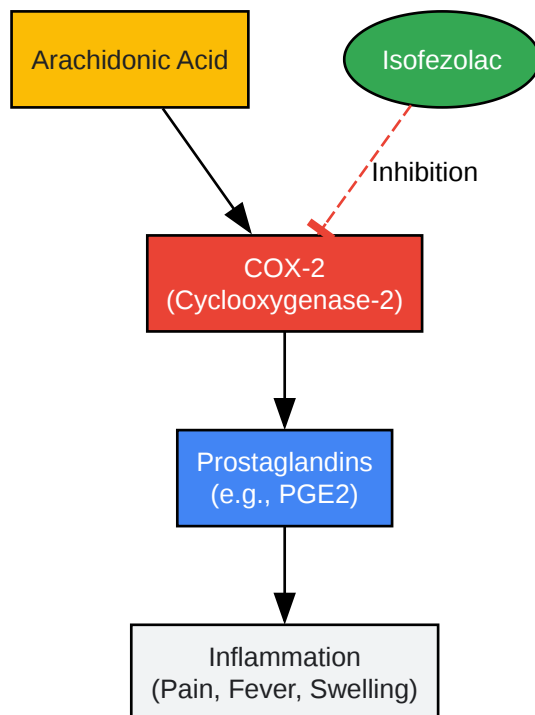 Arachidonic Acid
Isofezolac
Inhibition
COX-2
(Cyclooxygenase-2)
Prostaglandins
(e.g., PGE2)
Inflammation
(Pain, Fever, Swelling)